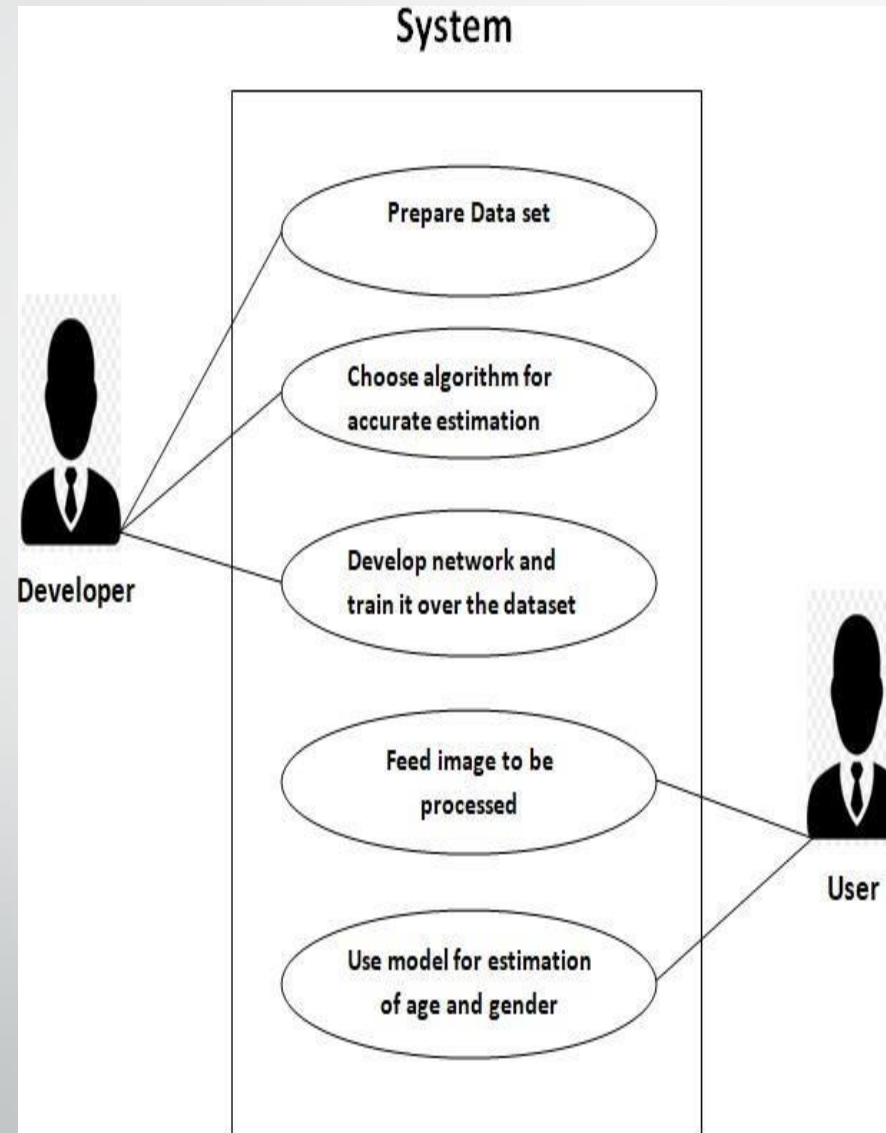 System
Prepare Data set
Choose algorithm for
accurate estimation
Develop network and
train it over the dataset
Developer
Feed image to be
processed
User
Use model for estimation
of age and gender